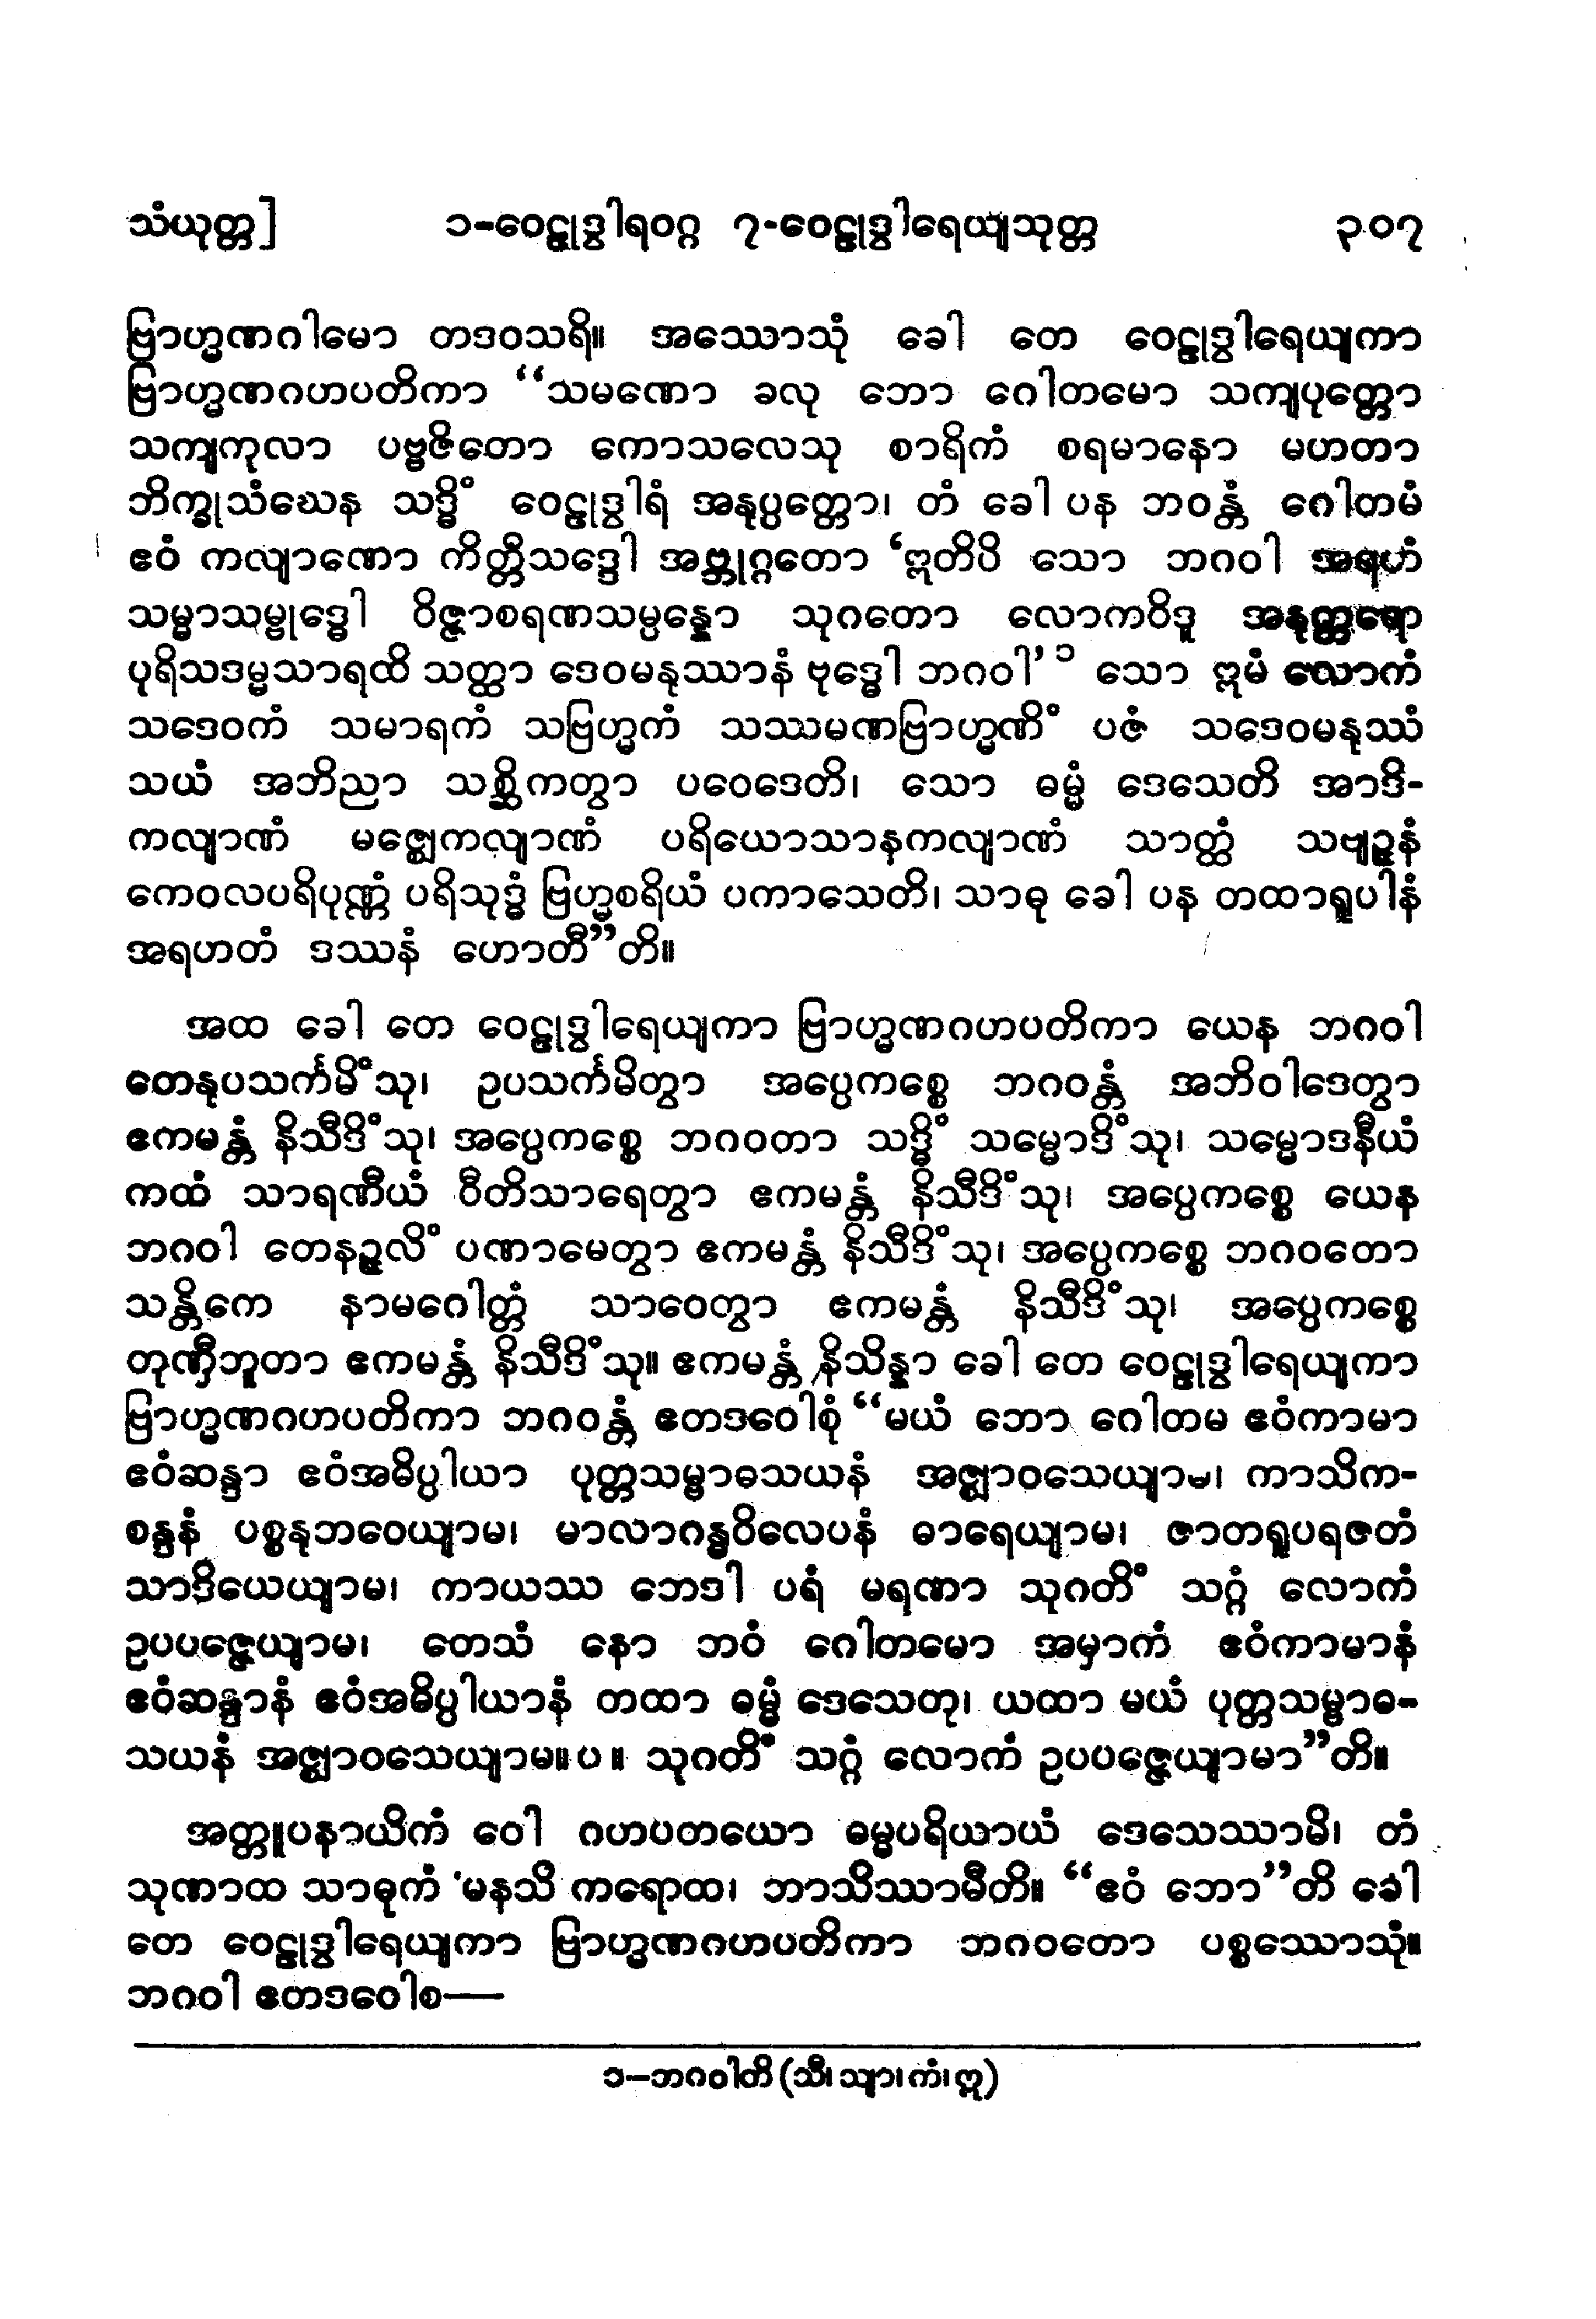 သံယုတ္တ] ၁-ဝေဠုဒွါရဝဂ္ဂ ၇-ဝေဠုဒွါရေယျသုတ္တ ၃၀၇
ဗြာဟ္မဏဂါမော တဒဝသရိ။ အဿောသုံ ခေါ တေ ဝေဠုဒွါရေယျကာ
ဗြာဟ္မဏဂဟပတိကာ “သမဏော ခလု ဘော ဂေါတမော သကျပုတ္တော
သကျကုလာ ပဗ္ဗဇိတော ကောသလေသု စာရိကံ စရမာနော မဟတာ
ဘိက္ခုသံဃေန သဒ္ဓိံ ဝေဠုဒွါရံ အနုပ္ပတ္တော၊ တံ ခေါ ပန ဘဝန္တံ ဂေါတမံ
ဧဝံ ကလျာဏော ကိတ္တိသဒ္ဒေါ အဗ္ဘုဂ္ဂတော ‘ဣတိပိ သော ဘဂဝါ အရဟံ
သမ္မာသမ္ဗုဒ္ဓေါ ဝိဇ္ဇာစရဏသမ္ပန္နော သုဂတော လောကဝိဒူ အနုတ္တရော
ပုရိသဒမ္မသာရထိ သတ္ထာ ဒေဝမနုဿာနံ ဗုဒ္ဓေါ ဘဂဝါ’၁ သော ဣမံ လောကံ
သဒေဝကံ သမာရကံ သဗြဟ္မကံ သဿမဏဗြာဟ္မဏိံ ပဇံ သဒေဝမနုဿံ
သယံ အဘိညာ သစ္ဆိကတွာ ပဝေဒေတိ၊ သော ဓမ္မံ ဒေသေတိ အာဒိ-
ကလျာဏံ မဇ္ဈေကလျာဏံ ပရိယောသာနကလျာဏံ သာတ္ထံ သဗျဉ္ဇနံ
ကေဝလပရိပုဏ္ဏံ ပရိသုဒ္ဓံ ဗြဟ္မစရိယံ ပကာသေတိ၊ သာဓု ခေါ ပန တထာရူပါနံ
အရဟတံ ဒဿနံ ဟောတီ”တိ။
အထ ခေါ တေ ဝေဠုဒွါရေယျကာ ဗြာဟ္မဏဂဟပတိကာ ယေန ဘဂဝါ
တေနုပသင်္ကမိံသု၊ ဥပသင်္ကမိတွာ အပ္ပေကစ္စေ ဘဂဝန္တံ အဘိဝါဒေတွာ
ဧကမန္တံ နိသီဒိံသု၊ အပ္ပေကစ္စေ ဘဂဝတာ သဒ္ဓိံ သမ္မောဒိံသု၊ သမ္မောဒနီယံ
ကထံ သာရဏီယံ ဝီတိသာရေတွာ ဧကမန္တံ နိသီဒိံသု၊ အပ္ပေကစ္စေ ယေန
ဘဂဝါ တေနဉ္ဇလိံ ပဏာမေတွာ ဧကမန္တံ နိသီဒိံသု၊ အပ္ပေကစ္စေ ဘဂဝတော
သန္တိကေ နာမဂေါတ္တံ သာဝေတွာ ဧကမန္တံ နိသီဒိံသု၊ အပ္ပေကစ္စေ
တုဏှီဘူတာ ဧကမန္တံ နိသီဒိံသု။ ဧကမန္တံ နိသိန္နာ ခေါ တေ ဝေဠုဒွါရေယျကာ
ဗြာဟ္မဏဂဟပတိကာ ဘဂဝန္တံ ဧတဒဝေါစုံ “မယံ ဘော ဂေါတမ ဧဝံကာမာ
ဧဝံဆန္ဒာ ဧဝံအဓိပ္ပါယာ ပုတ္တသမ္ဗာဓသယနံ အဇ္ဈာဝသေယျာမ၊ ကာသိက-
စန္ဒနံ ပစ္စနုဘဝေယျာမ၊ မာလာဂန္ဓဝိလေပနံ ဓာရေယျာမ၊ ဇာတရူပရဇတံ
သာဒိယေယျာမ၊ ကာယဿ ဘေဒါ ပရံ မရဏာ သုဂတိံ သဂ္ဂံ လောကံ
ဥပပဇ္ဇေယျာမ၊ တေသံ နော ဘဝံ ဂေါတမော အမှာကံ ဧဝံကာမာနံ
ဧဝံဆန္ဒာနံ ဧဝံအဓိပ္ပါယာနံ တထာ ဓမ္မံ ဒေသေတု၊ ယထာ မယံ ပုတ္တသမ္ဗာဓ-
သယနံ အဇ္ဈာဝသေယျာမ။ပ။ သုဂတိံ သဂ္ဂံ လောကံ ဥပပဇ္ဇေယျာမာ”တိ။
အတ္တူပနာယိကံ ဝေါ ဂဟပတယော ဓမ္မပရိယာယံ ဒေသေဿာမိ၊ တံ
သုဏာထ သာဓုကံ မနသိ ကရောထ၊ ဘာသိဿာမီတိ။ “ဧဝံ ဘော”တိ ခေါ
တေ ဝေဠုဒွါရေယျကာ ဗြာဟ္မဏဂဟပတိကာ ဘဂဝတော ပစ္စဿောသုံ။
ဘဂဝါ ဧတဒဝေါစ—
၁-ဘဂဝါတိ (သီ၊ သျာ၊ ကံ၊ ဣ)